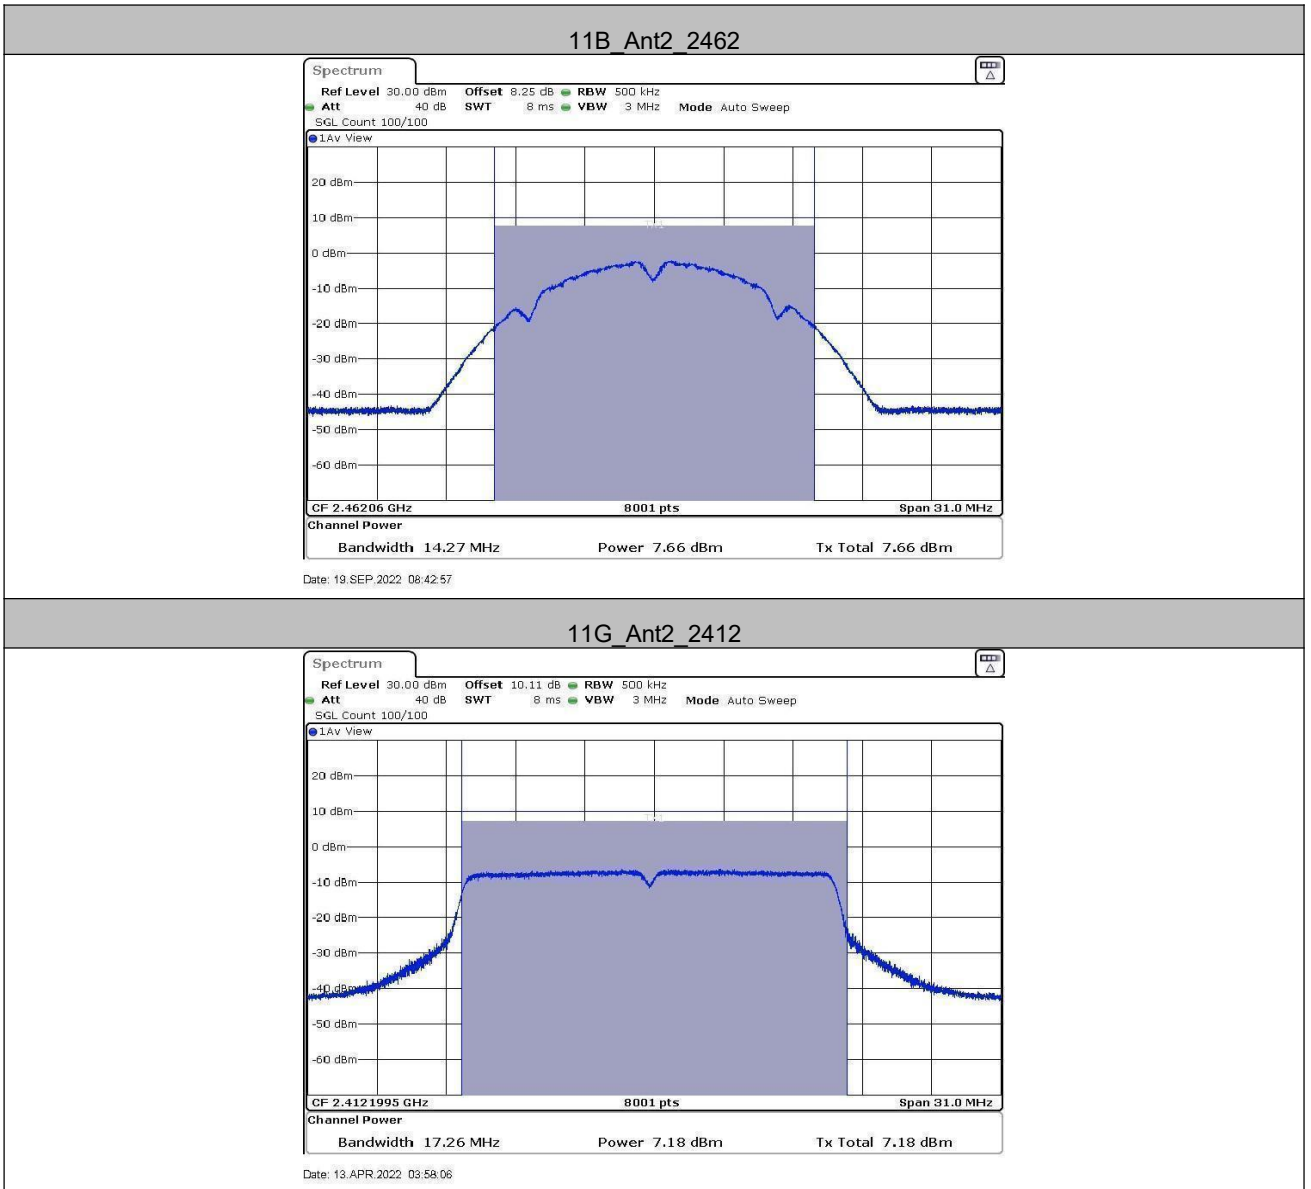 11B_Ant2_2462
Spectrum
Ref Level 30.00 dBm Offset 8.25 dB RBW 500 kHz
Att 40 dB SWT 8 ms VBW 3 MHz Mode Auto Sweep
SGL Count 100/100
1Av View
20 dBm
10 dBm
0 dBm
-10 dBm
-20 dBm
-30 dBm
-40 dBm
-50 dBm
-60 dBm
CF 2.46206 GHz 8001 pts Span 31.0 MHz
Channel Power
Bandwidth 14.27 MHz Power 7.66 dBm Tx Total 7.66 dBm
Date: 19.SEP.2022 08:42:57
11G_Ant2_2412
Spectrum
Ref Level 30.00 dBm Offset 10.11 dB RBW 500 kHz
Att 40 dB SWT 8 ms VBW 3 MHz Mode Auto Sweep
SGL Count 100/100
1Av View
20 dBm
10 dBm
0 dBm
-10 dBm
-20 dBm
-30 dBm
-40 dBm
-50 dBm
-60 dBm
CF 2.4121995 GHz 8001 pts Span 31.0 MHz
Channel Power
Bandwidth 17.26 MHz Power 7.18 dBm Tx Total 7.18 dBm
Date: 13.APR.2022 03:58:06